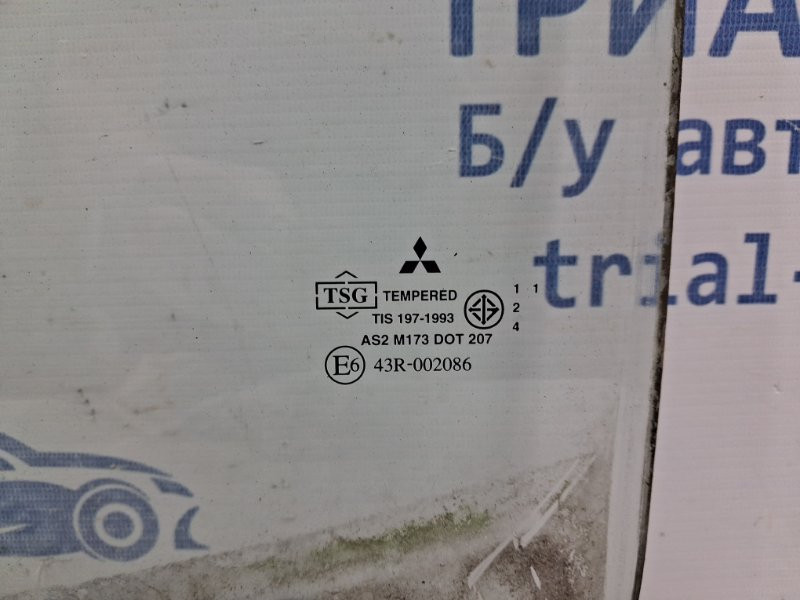 ТРИА
Б/у авт
trial-
TSG TEMPERED
TIS 197-1993
1 1
2
4
AS2 M173 DOT 207
E6 43R-002086